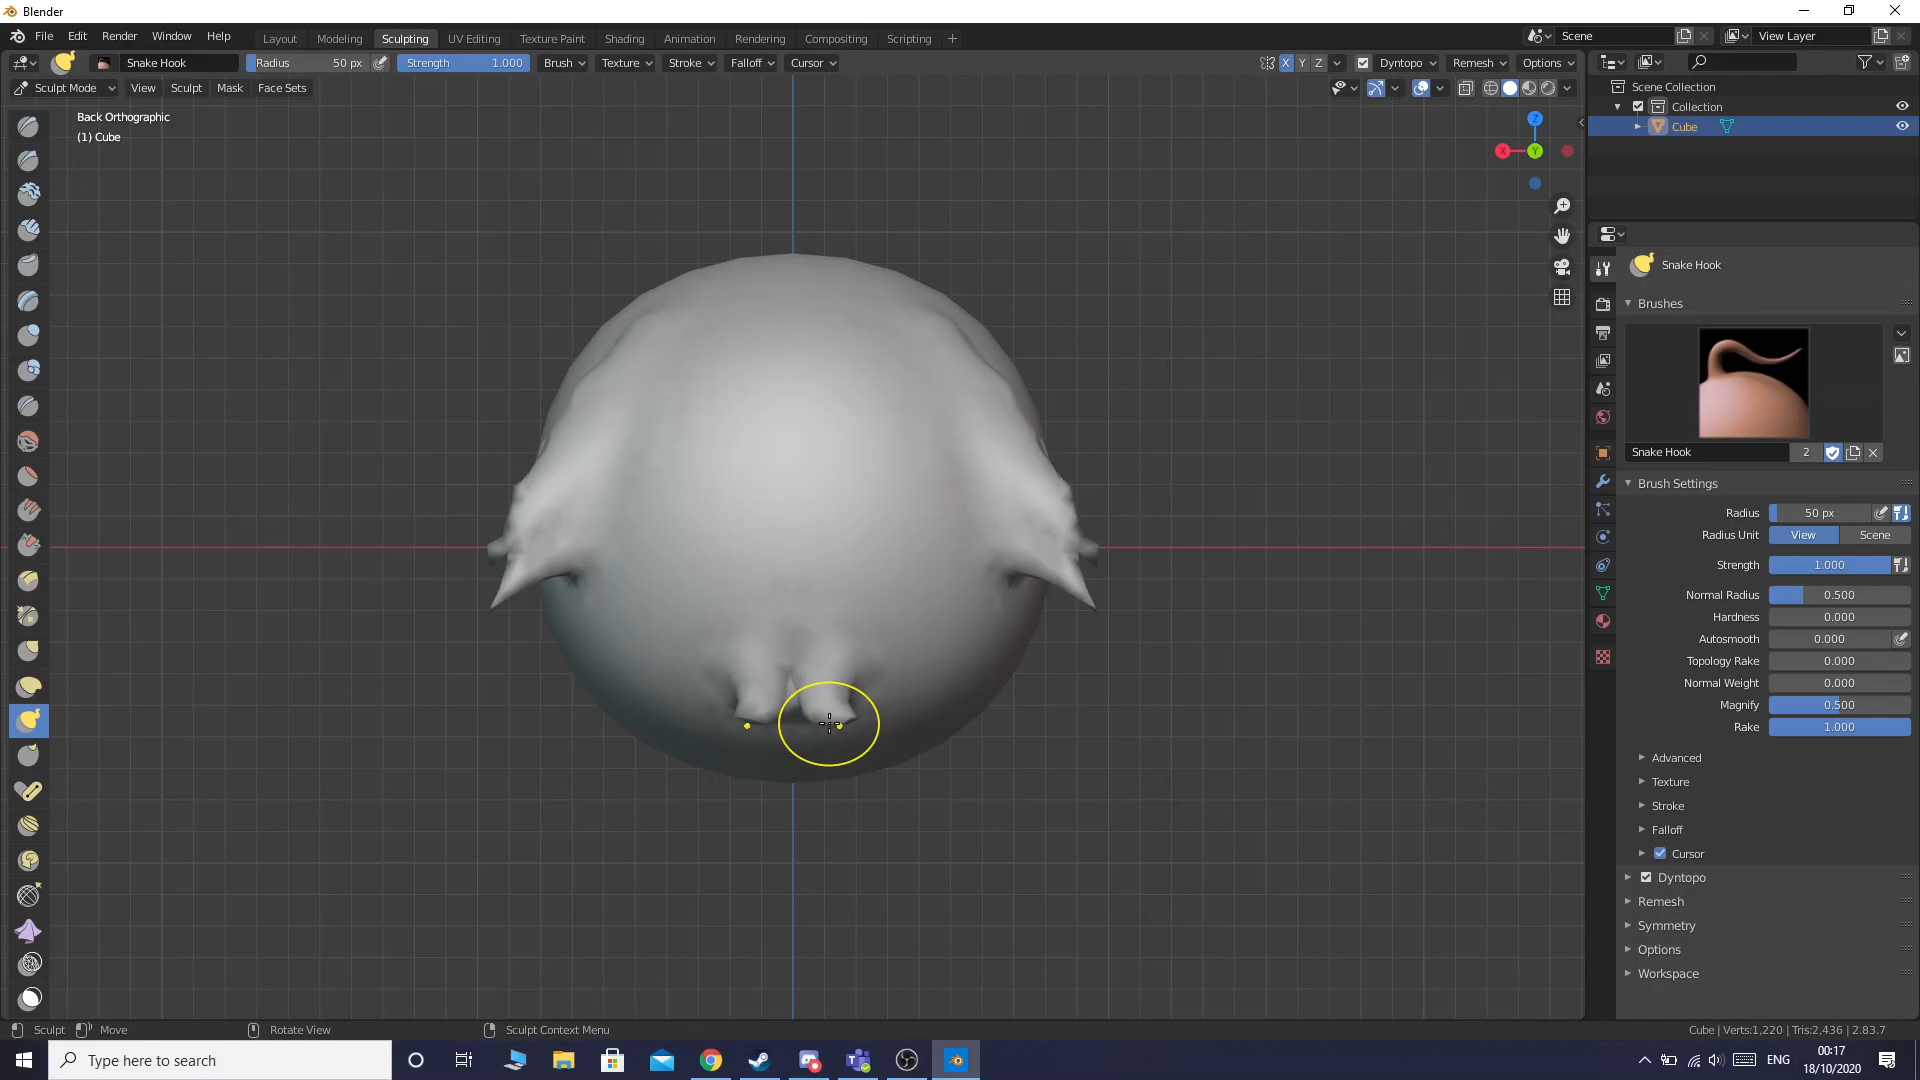 Blender
File Edit Render Window Help Layout Modeling Sculpting UV Editing Texture Paint Shading Animation Rendering Compositing Scripting + Scene View Layer
Snake Hook Radius 50 px Strength 1.000 Brush Texture Stroke Falloff Cursor X Y Z Dyntopo Remesh Options
Sculpt Mode View Sculpt Mask Face Sets
Scene Collection
Collection
Cube
Back Orthographic
(1) Cube
Z
X Y
Snake Hook
Brushes
Snake Hook 2
Brush Settings
Radius 50 px
Radius Unit View Scene
Strength 1.000
Normal Radius 0.500
Hardness 0.000
Autosmooth 0.000
Topology Rake 0.000
Normal Weight 0.000
Magnify 0.500
Rake 1.000
Advanced
Texture
Stroke
Falloff
Cursor
Dyntopo
Remesh
Symmetry
Options
Workspace
Sculpt Move Rotate View Sculpt Context Menu Cube | Verts:1,220 | Tris:2,436 | 2.83.7
Type here to search ENG 00:17
18/10/2020